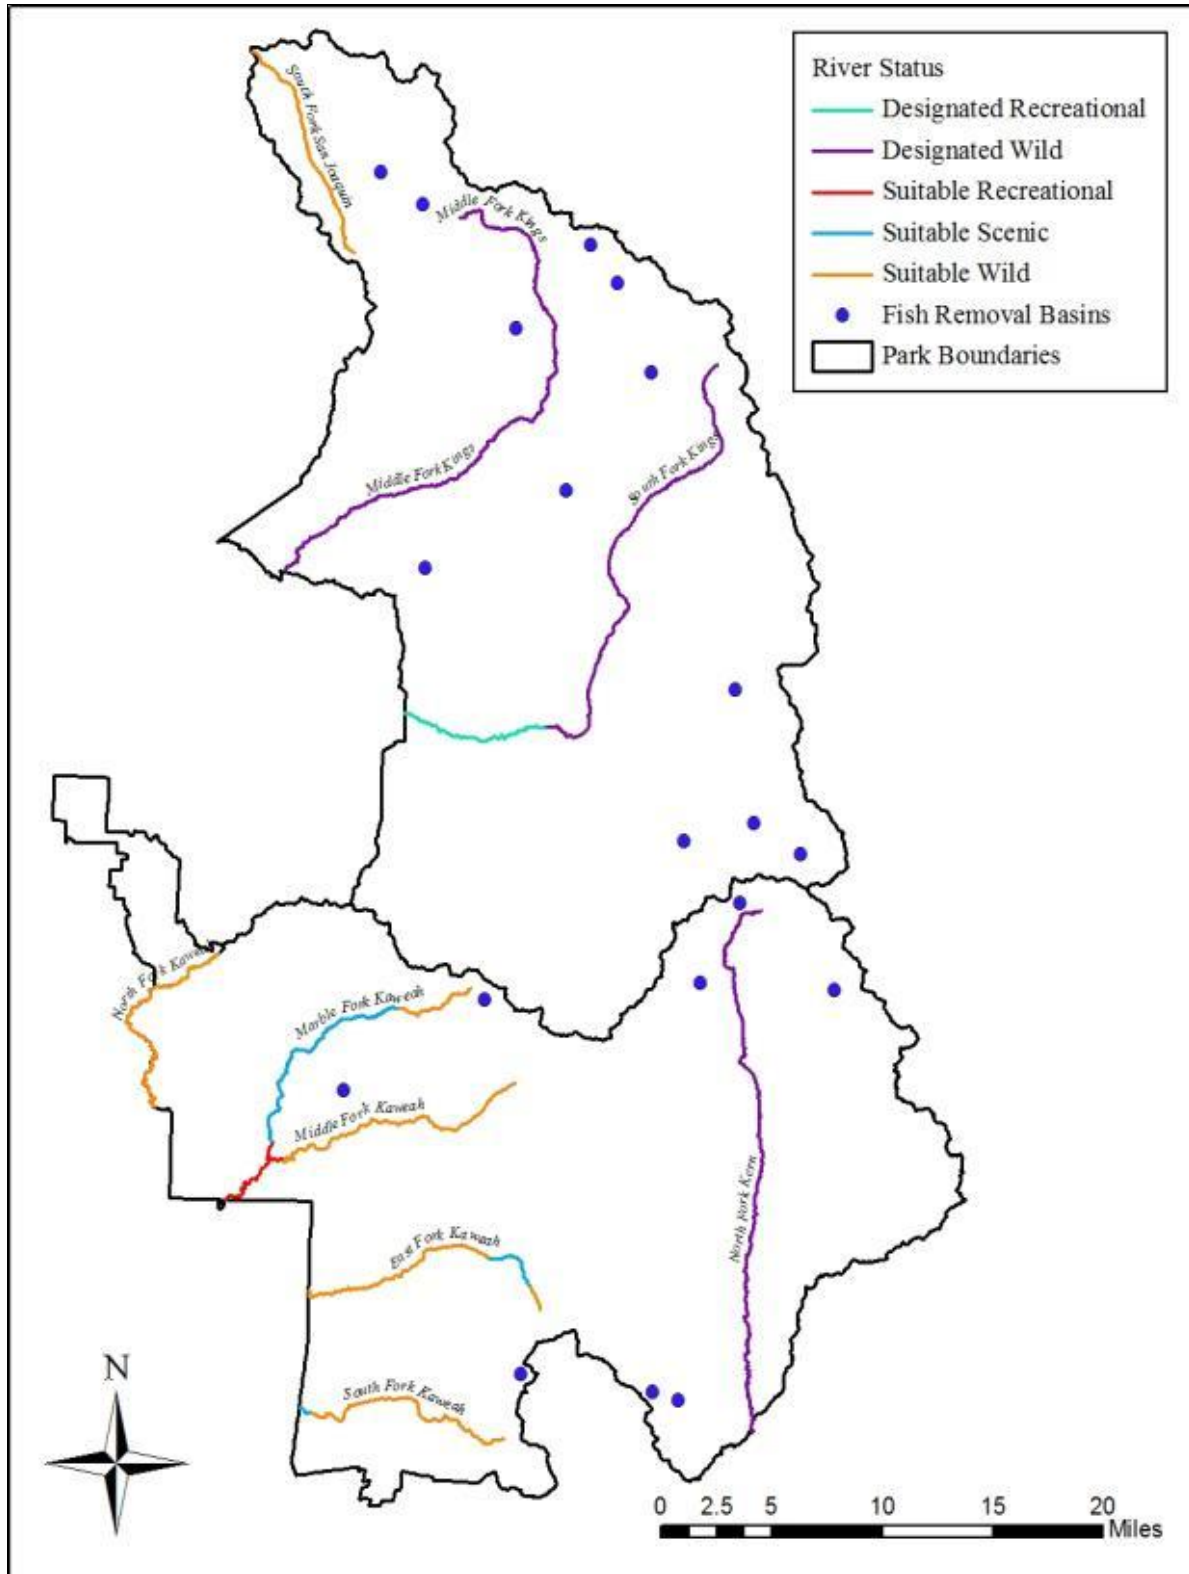 River Status
Designated Recreational
Designated Wild
Suitable Recreational
Suitable Scenic
Suitable Wild
Fish Removal Basins
Park Boundaries
South Fork San Joaquin
Middle Fork Kings
Middle Fork Kings
South Fork Kings
North Fork Kaweah
Marble Fork Kaweah
Middle Fork Kaweah
North Fork Kern
East Fork Kaweah
South Fork Kaweah
N
0 2.5 5 10 15 20
Miles